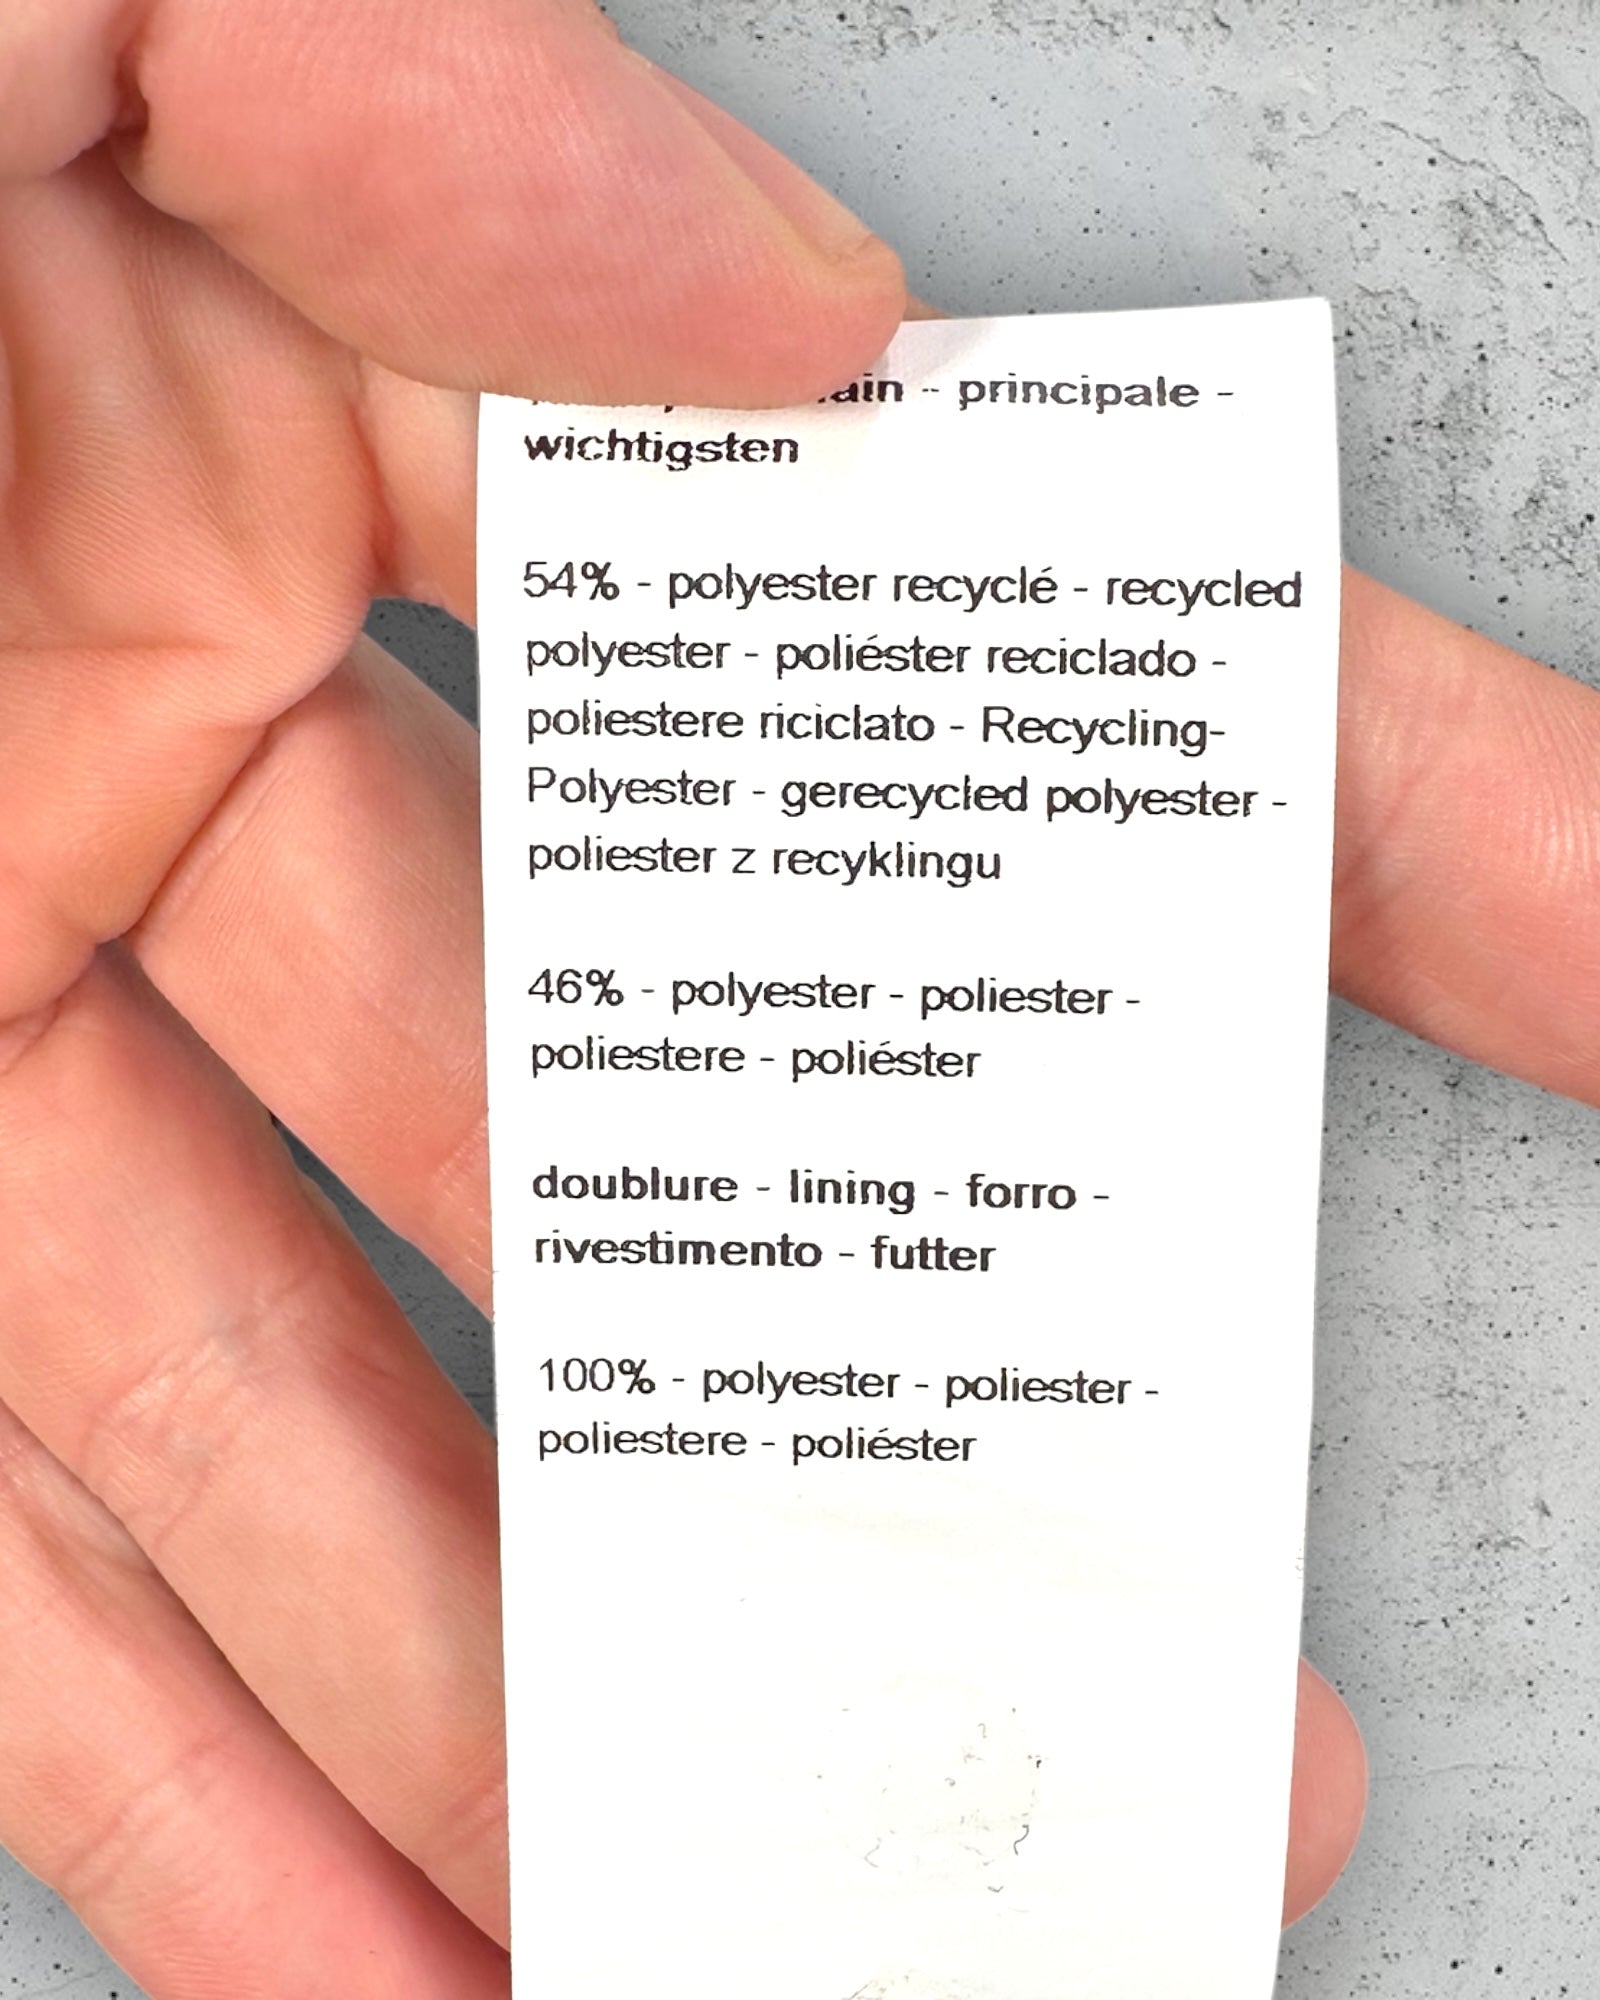 - principale -
wichtigsten
54% - polyester recyclé - recycled
polyester - poliéster reciclado -
poliestere riciclato - Recycling-
Polyester - gerecycled polyester -
poliester z recyklingu
46% - polyester - poliester -
poliestere - poliéster
doublure - lining - forro -
rivestimento - futter
100% - polyester - poliester -
poliestere - poliéster